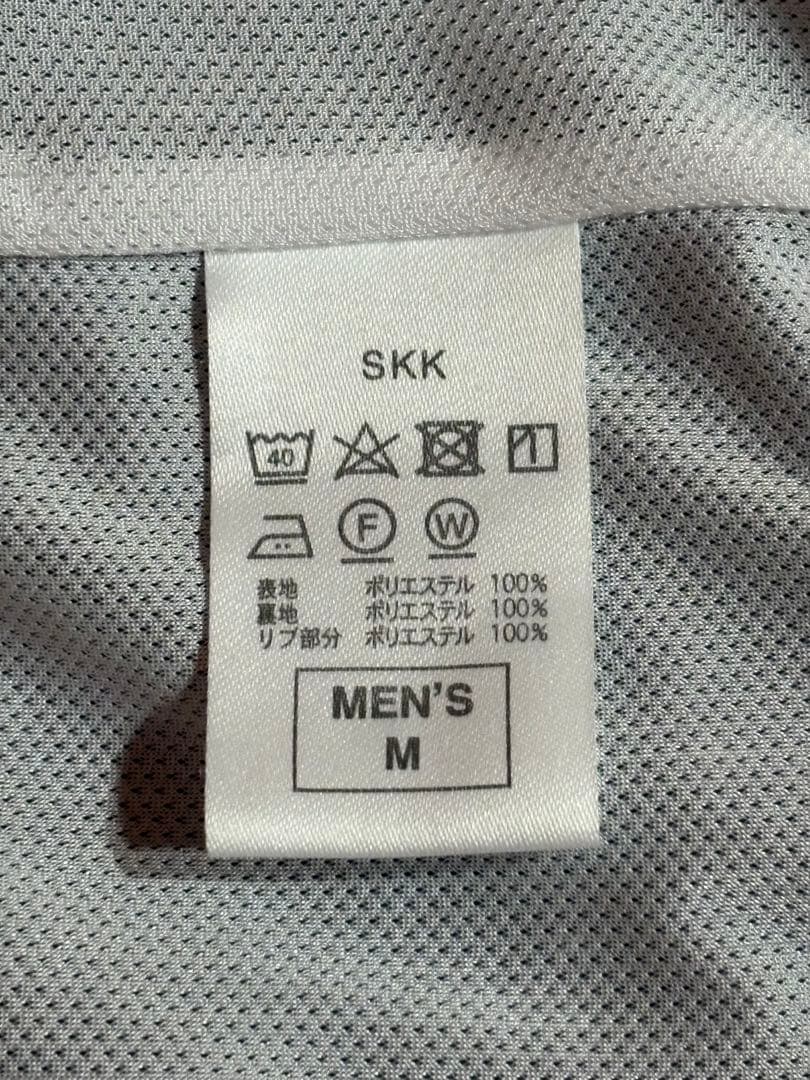 SKK
40
F W
表地 ポリエステル 100%
裏地 ポリエステル 100%
リブ部分 ポリエステル 100%
MEN'S
M